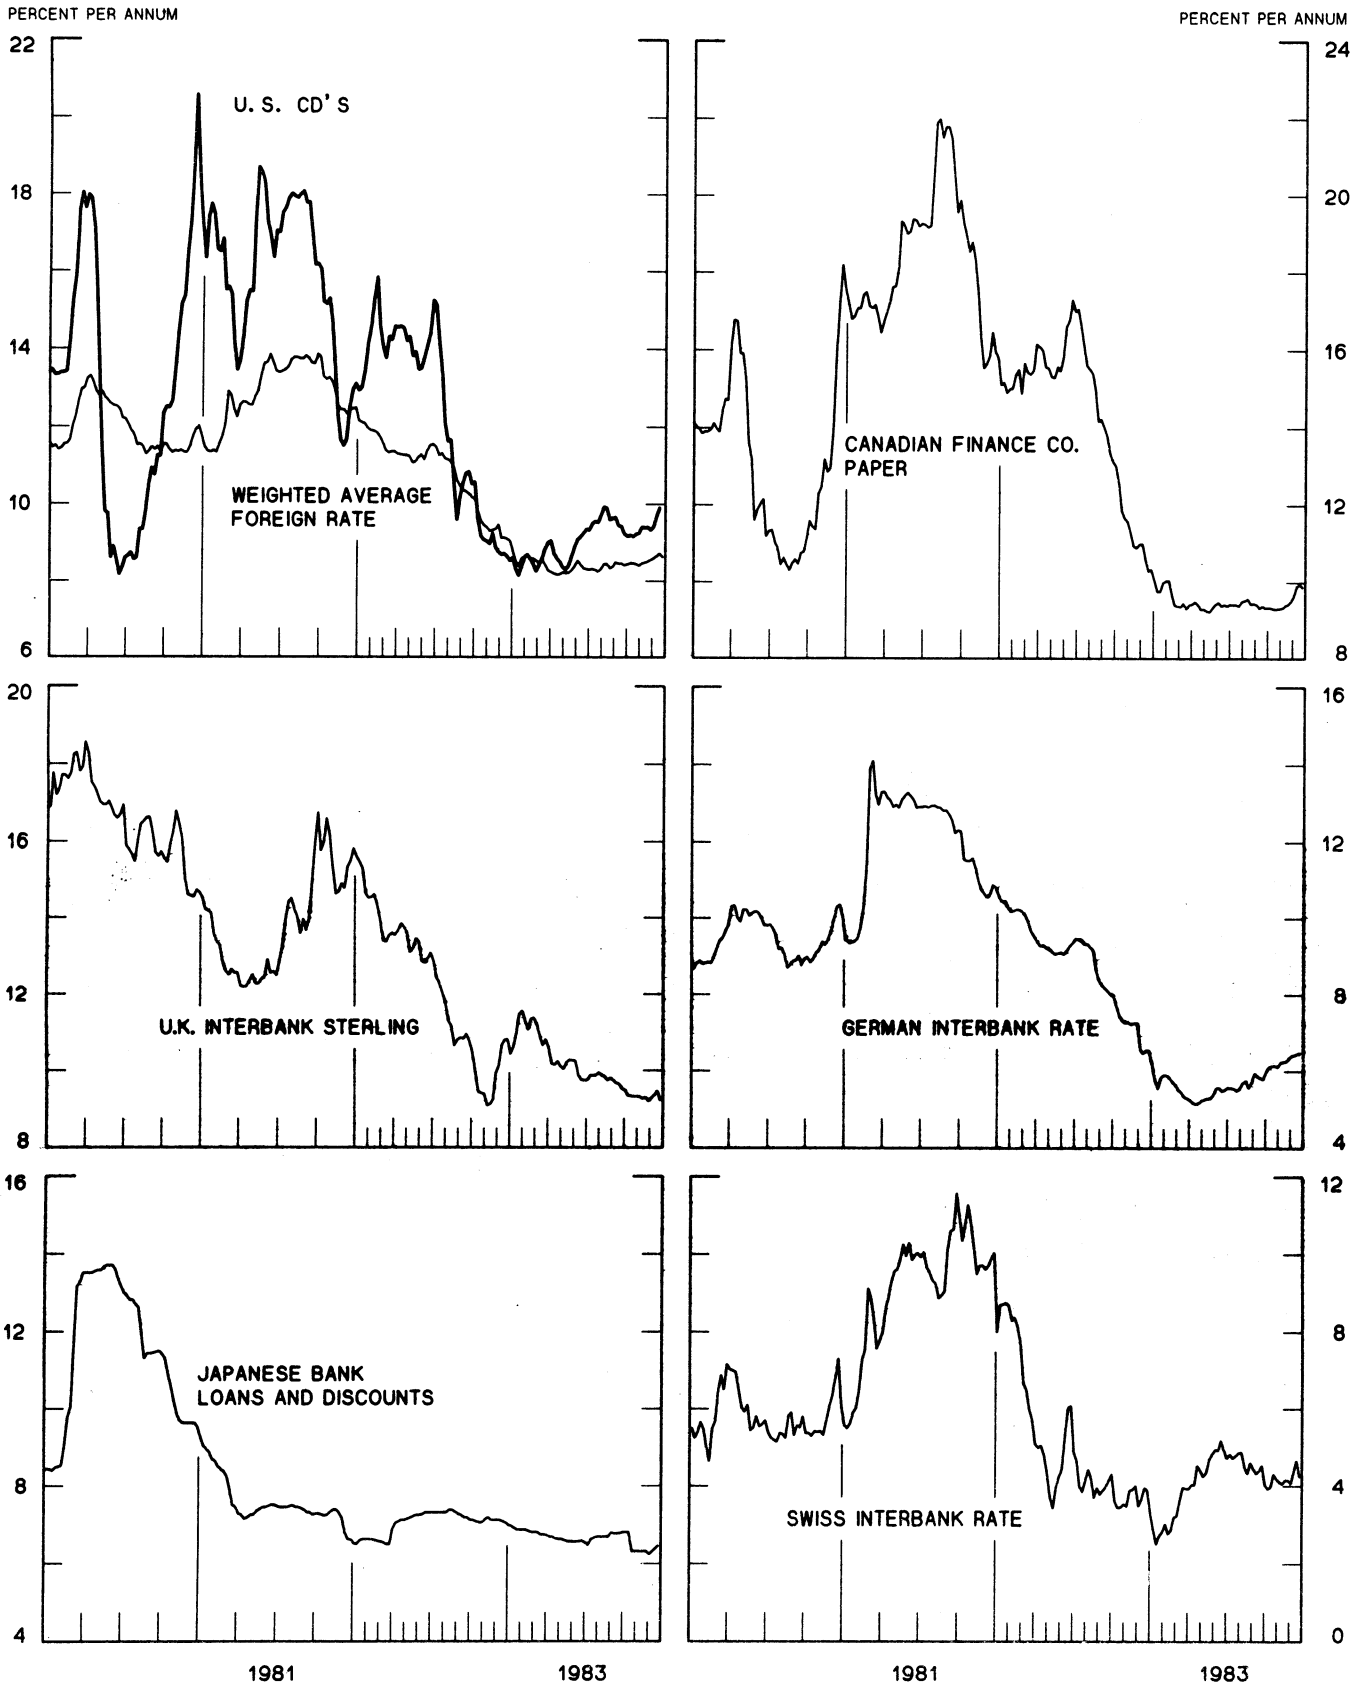 PERCENT PER ANNUM
PERCENT PER ANNUM
22
18
14
10
6
U.S. CD'S
WEIGHTED AVERAGE
FOREIGN RATE
24
20
16
12
8
CANADIAN FINANCE CO.
PAPER
20
16
12
8
U.K. INTERBANK STERLING
16
12
8
4
GERMAN INTERBANK RATE
16
12
8
4
JAPANESE BANK
LOANS AND DISCOUNTS
12
8
4
0
SWISS INTERBANK RATE
1981
1983
1981
1983